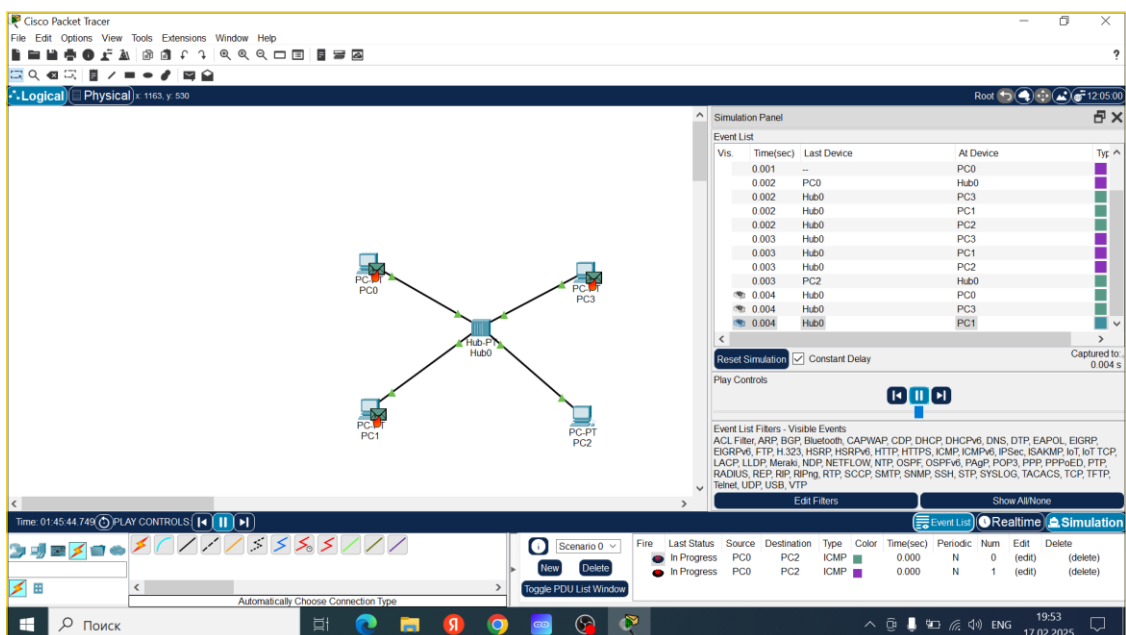 Cisco Packet Tracer
File Edit Options View Tools Extensions Window Help
?
Logical Physical x: 1163, y: 530 Root 12:05:00
Simulation Panel
Event List
Vis. Time(sec) Last Device At Device Typ
0.001 -- PC0
0.002 PC0 Hub0
0.002 Hub0 PC3
0.002 Hub0 PC1
0.002 Hub0 PC2
0.003 Hub0 PC3
0.003 Hub0 PC1
0.003 Hub0 PC2
0.003 PC2 Hub0
0.004 Hub0 PC0
0.004 Hub0 PC3
0.004 Hub0 PC1
Reset Simulation Constant Delay Captured to:
0.004 s
Play Controls
Event List Filters - Visible Events
ACL Filter, ARP, BGP, Bluetooth, CAPWAP, CDP, DHCP, DHCPv6, DNS, DTP, EAPOL, EIGRP,
EIGRPv6, FTP, H.323, HSRP, HSRPv6, HTTP, HTTPS, ICMP, ICMPv6, IPSec, ISAKMP, IoT, IoT TCP,
LACP, LLDP, Meraki, NDP, NETFLOW, NTP, OSPF, OSPFv6, PAgP, POP3, PPP, PPPoED, PTP,
RADIUS, REP, RIP, RIPng, RTP, SCCP, SMTP, SNMP, SSH, STP, SYSLOG, TACACS, TCP, TFTP,
Telnet, UDP, USB, VTP
Edit Filters Show All/None
PC0
PC-PT
PC3
Hub-PT
Hub0
PC1
PC-PT
PC2
Time: 01:45:44.749 PLAY CONTROLS: Event List Realtime Simulation
Scenario 0
New Delete
Toggle PDU List Window
Fire Last Status Source Destination Type Color Time(sec) Periodic Num Edit Delete
In Progress PC0 PC2 ICMP 0.000 N 0 (edit) (delete)
In Progress PC0 PC2 ICMP 0.000 N 1 (edit) (delete)
Automatically Choose Connection Type
Поиск
ENG
19:53
17.02.2025